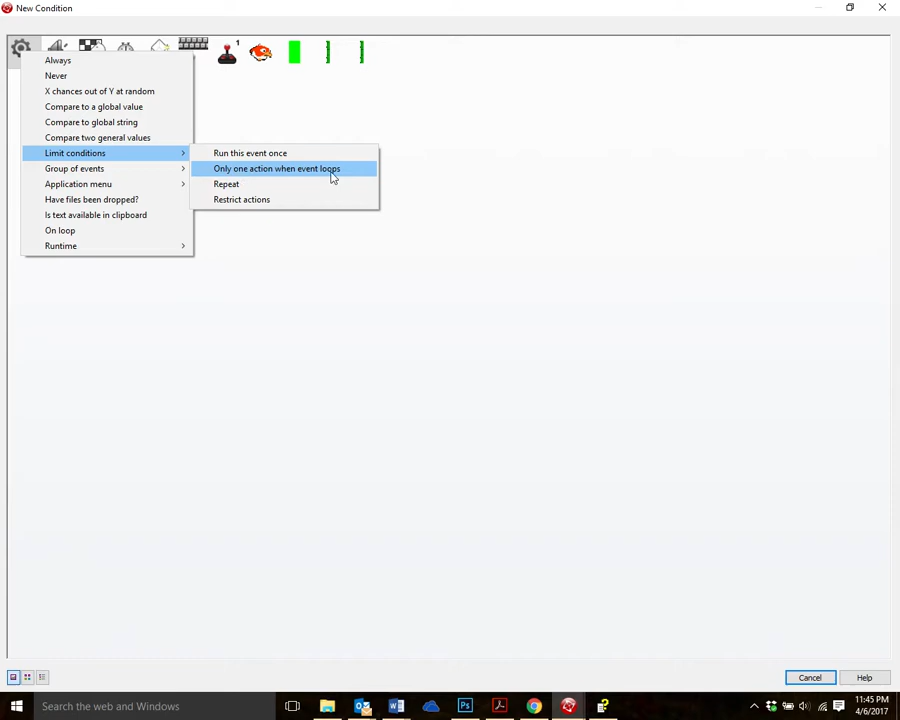 New Condition
1
Always
Never
X chances out of Y at random
Compare to a global value
Compare to global string
Compare two general values
Limit conditions
Group of events
Application menu
Have files been dropped?
Is text available in clipboard
On loop
Runtime
Run this event once
Only one action when event loops
Repeat
Restrict actions
Cancel
Help
Search the web and Windows
11:45 PM
4/6/2017